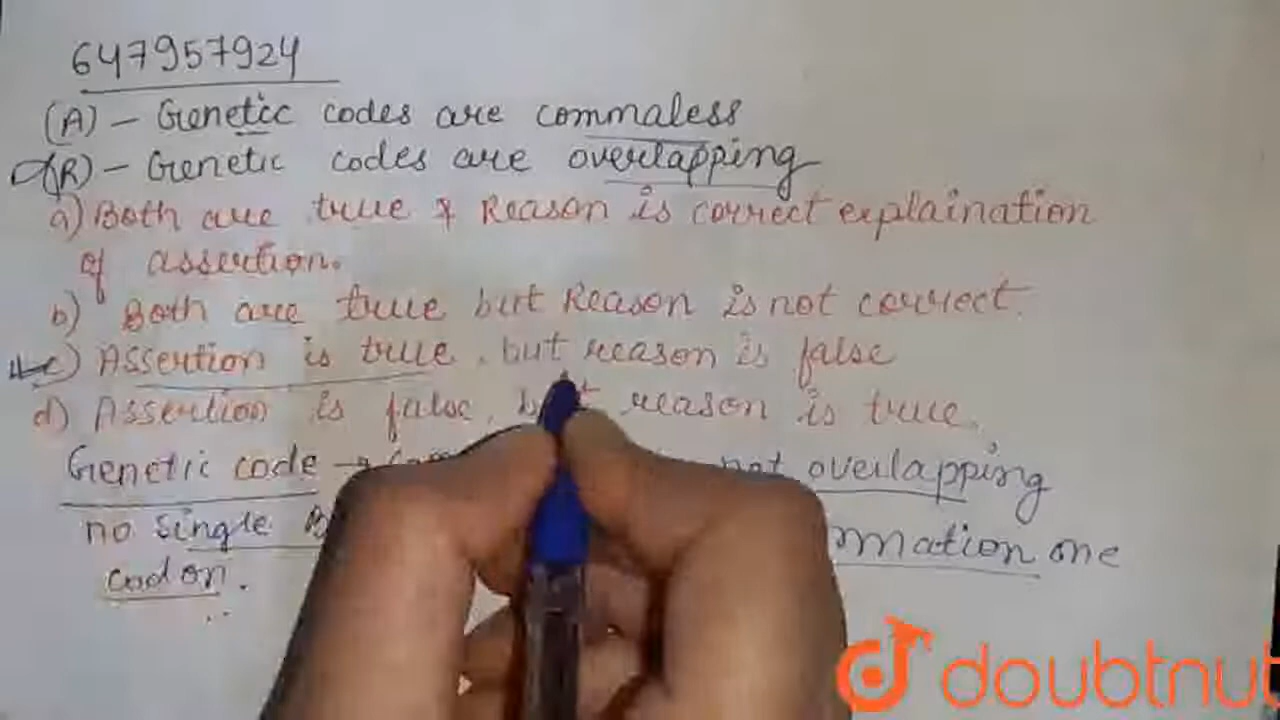 647957924
(A) - Genetic codes are commaless
(R) - Genetic codes are overlapping
a) Both are true & Reason is correct explaination
of assertion.
b) Both are true but Reason is not correct.
c) Assertion is true, but reason is false
d) Assertion is false, reason is true.
Genetic code → not overlapping
no single mation one
codon.
doubtnut